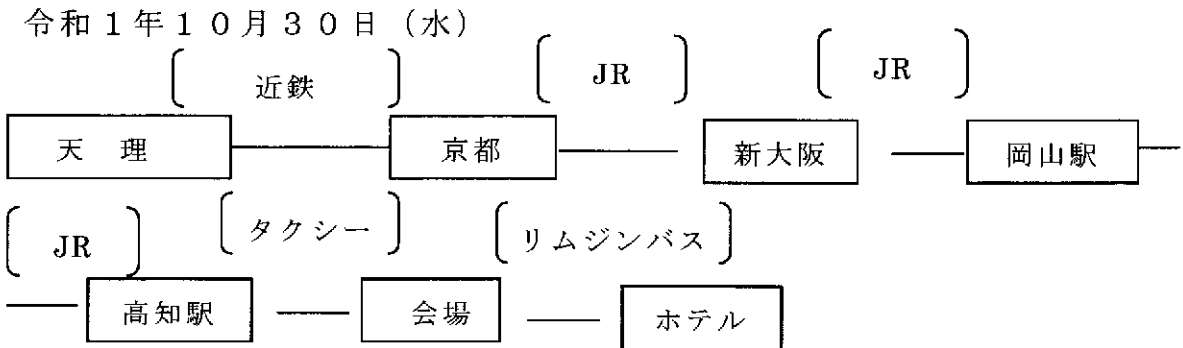 令和1年10月30日(水)
近鉄 JR JR
天 理 京都 新大阪 岡山駅
JR タクシー リムジンバス
高知駅 会場 ホテル